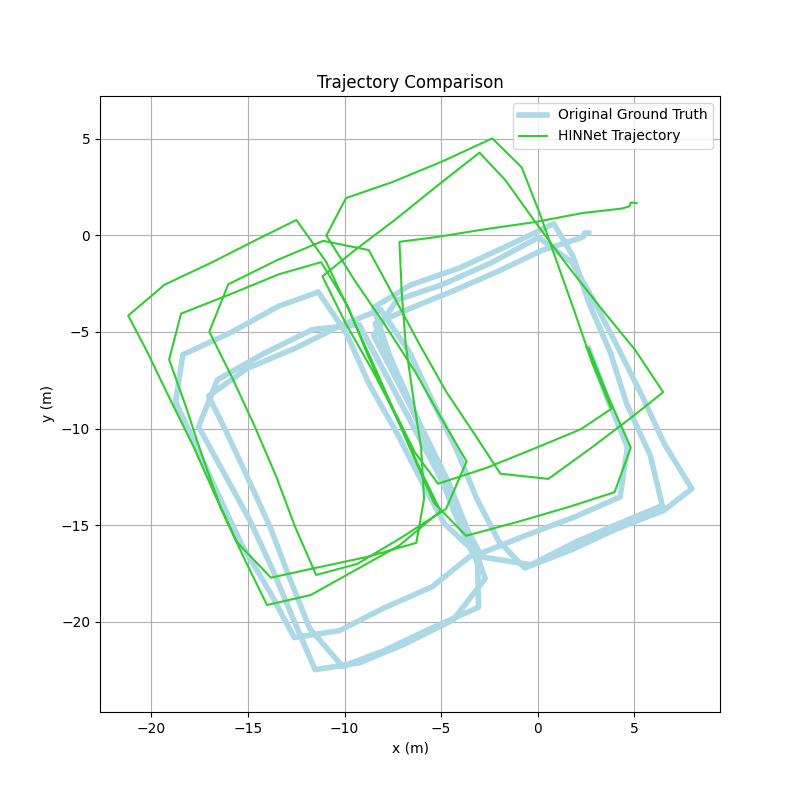 Trajectory Comparison
Original Ground Truth
HINNet Trajectory
5
0
−5
−10
−15
−20
y (m)
−20 −15 −10 −5 0 5
x (m)